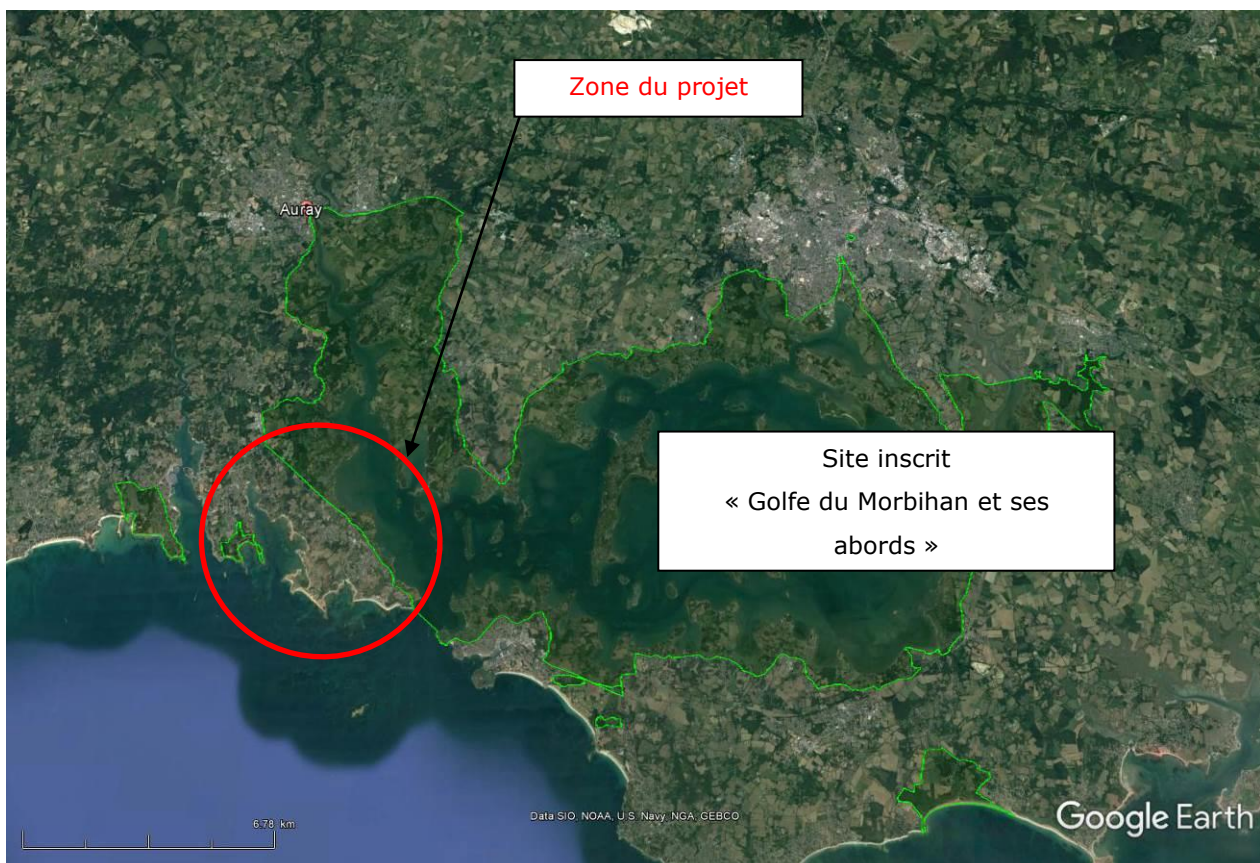 Zone du projet
Auray
Site inscrit
« Golfe du Morbihan et ses
abords »
6.78 km
Data SIO, NOAA, U.S. Navy, NGA, GEBCO
Google Earth